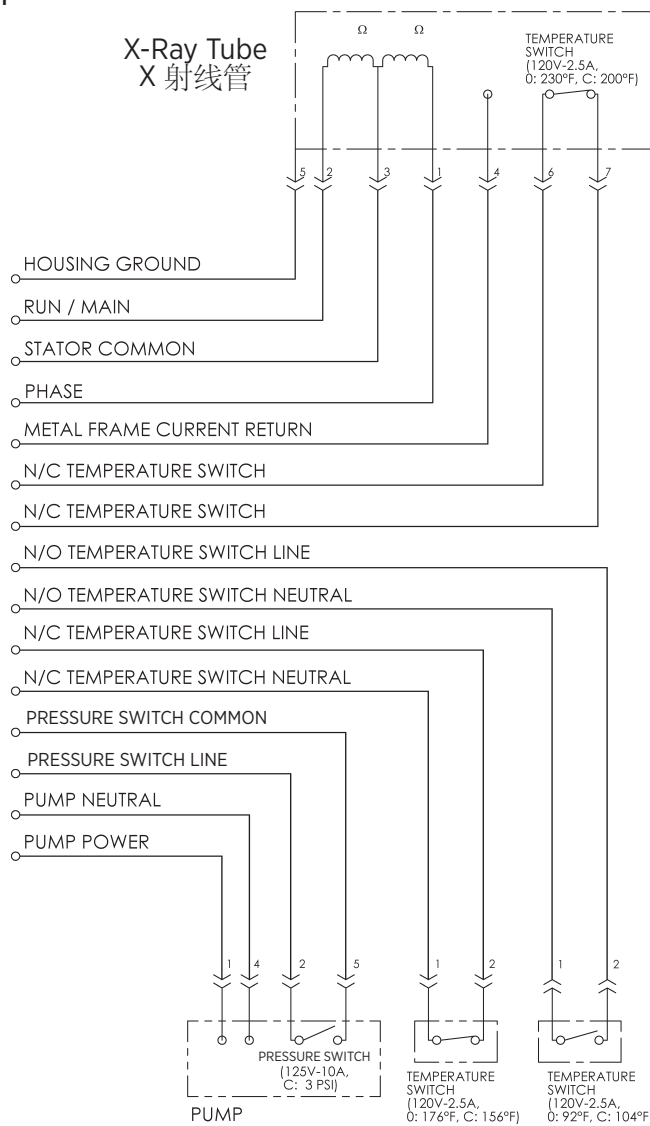 X-Ray Tube
X 射线管
Ω
Ω
TEMPERATURE
SWITCH
(120V-2.5A,
0: 230°F, C: 200°F)
5
2
3
1
4
6
7
HOUSING GROUND
RUN / MAIN
STATOR COMMON
PHASE
METAL FRAME CURRENT RETURN
N/C TEMPERATURE SWITCH
N/C TEMPERATURE SWITCH
N/O TEMPERATURE SWITCH LINE
N/O TEMPERATURE SWITCH NEUTRAL
N/C TEMPERATURE SWITCH LINE
N/C TEMPERATURE SWITCH NEUTRAL
PRESSURE SWITCH COMMON
PRESSURE SWITCH LINE
PUMP NEUTRAL
PUMP POWER
1
4
2
5
1
2
1
2
PRESSURE SWITCH
(125V-10A,
C: 3 PSI)
PUMP
TEMPERATURE
SWITCH
(120V-2.5A,
0: 176°F, C: 156°F)
TEMPERATURE
SWITCH
(120V-2.5A,
0: 92°F, C: 104°F